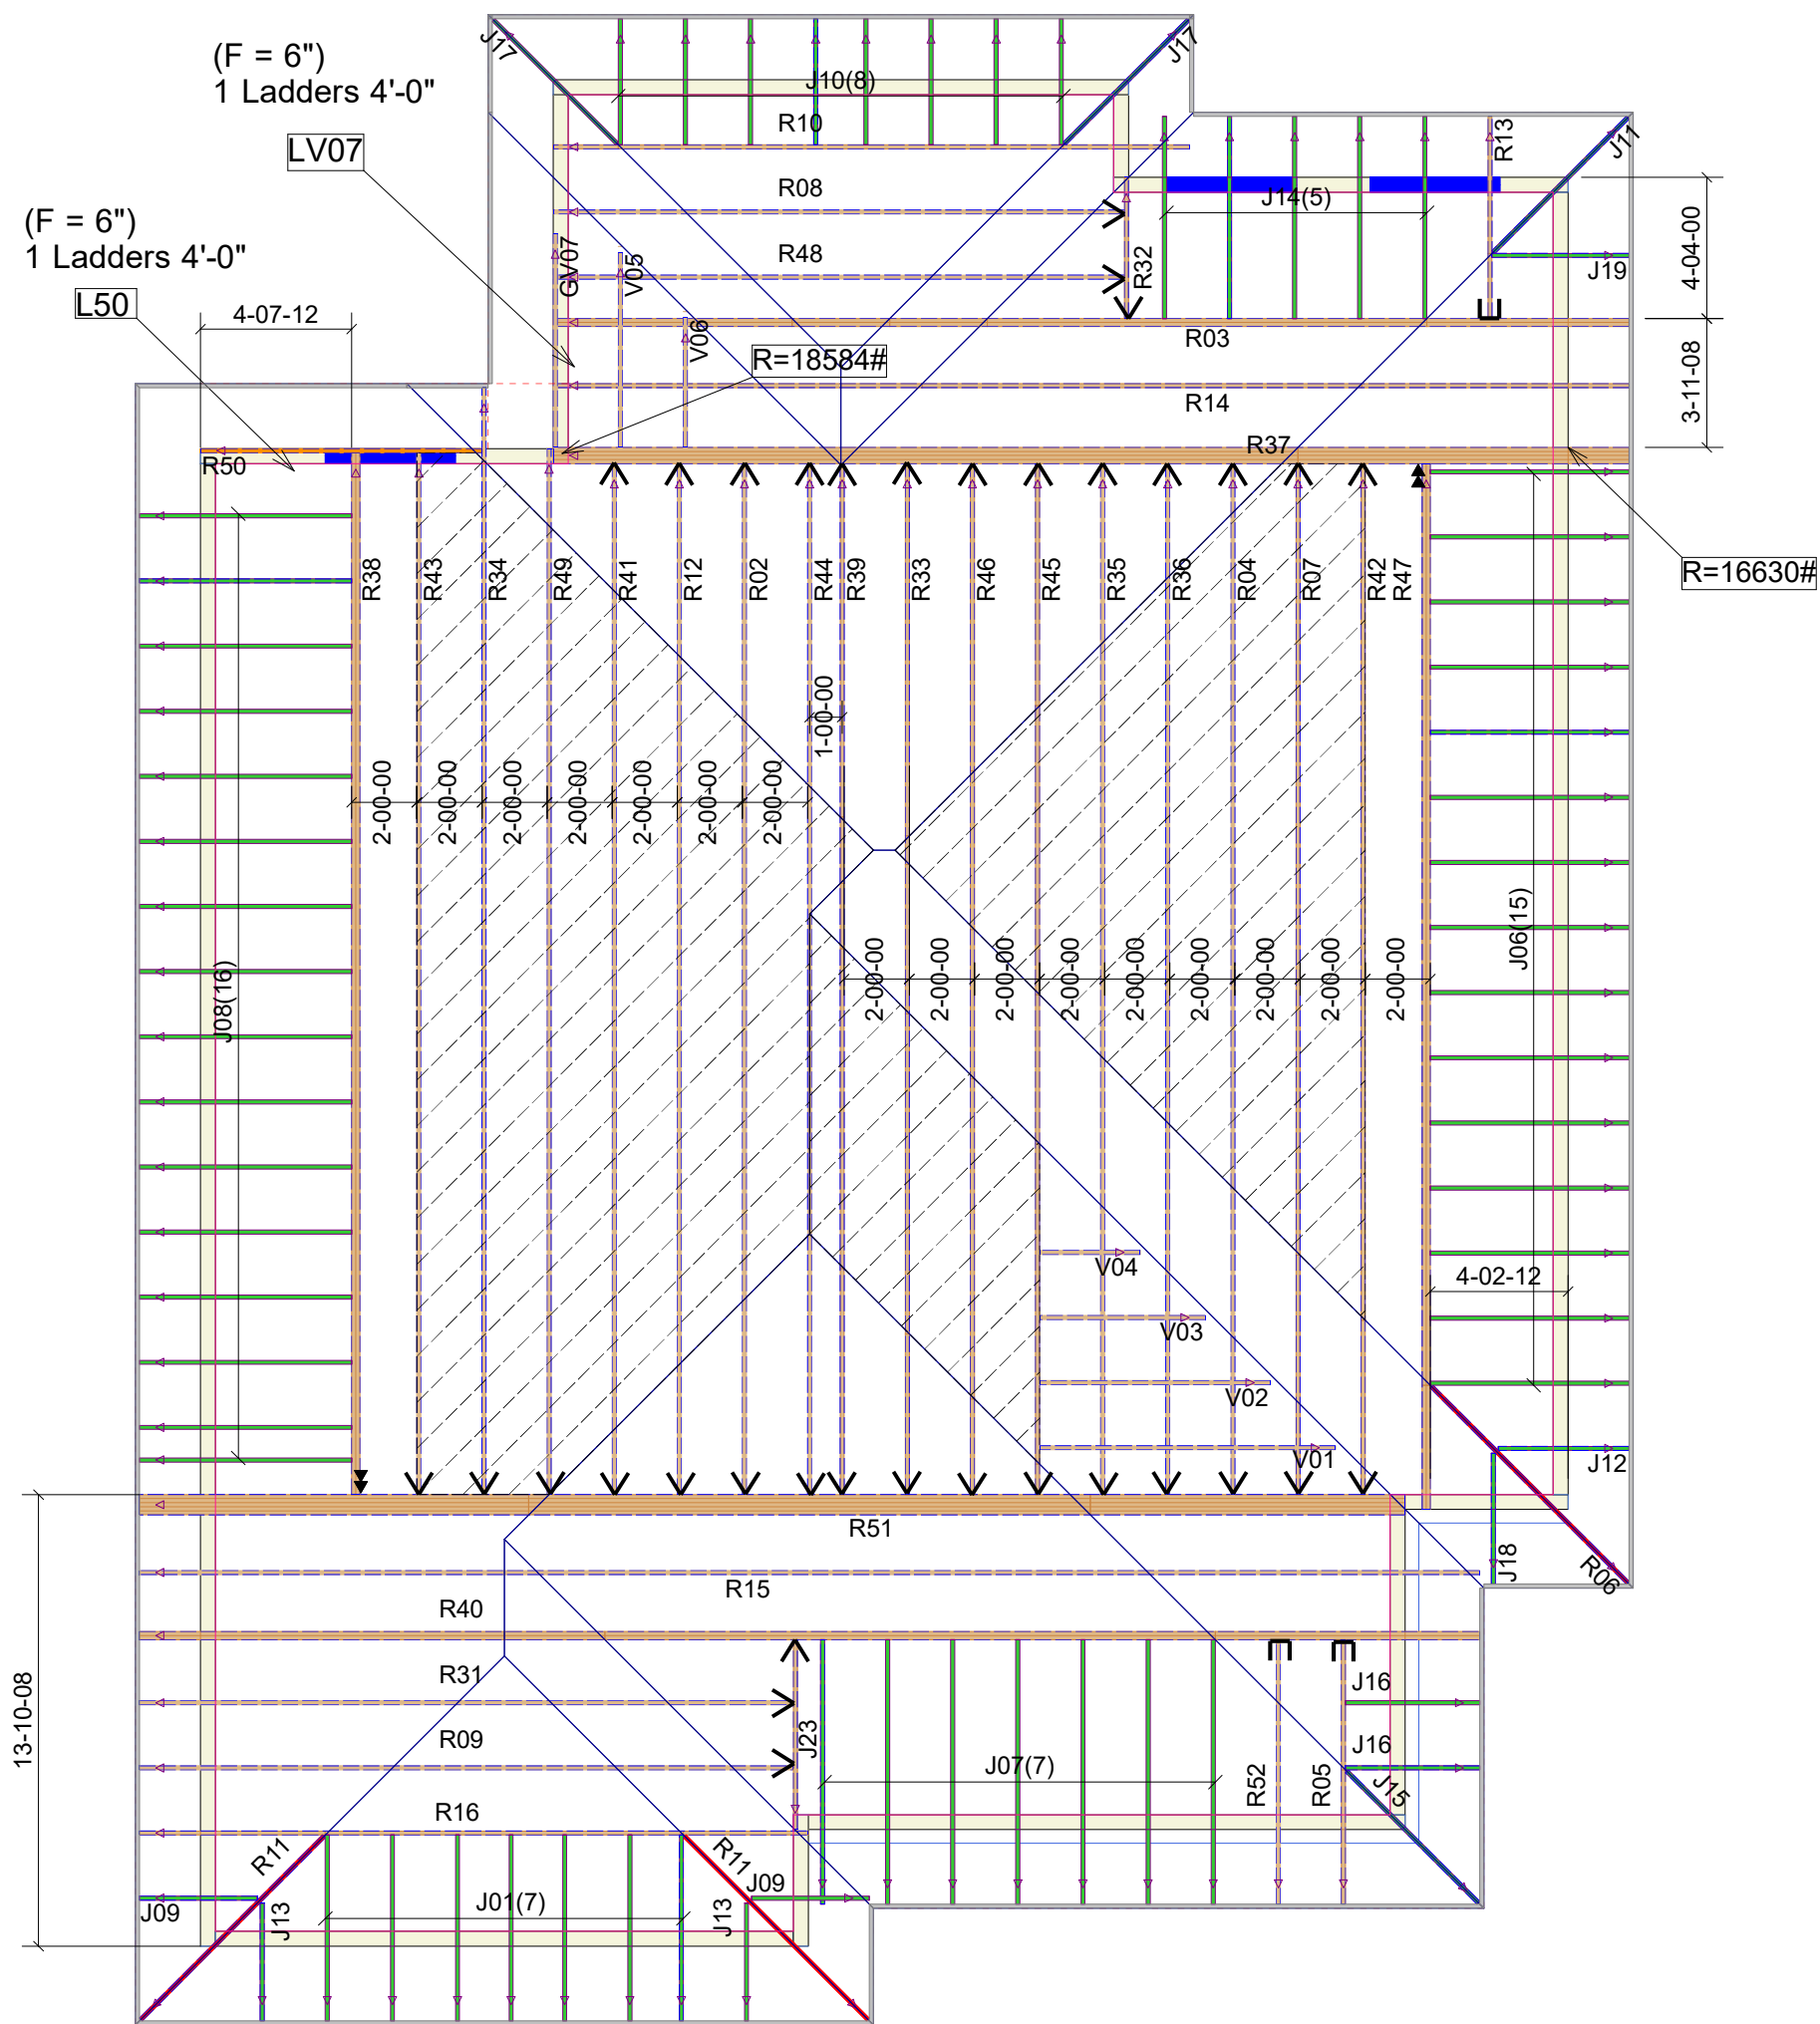 (F = 6")
1 Ladders 4'-0"
LV07
(F = 6")
1 Ladders 4'-0"
L50
4-07-12
J17
J17
J10(8)
R10
R08
R48
GV07
V05
V06
R32
R13
J11
J14(5)
J19
4-04-00
3-11-08
R03
R=18584#
R14
R37
R50
R38
R43
R34
R49
R41
R12
R02
R44
R39
R33
R46
R45
R35
R36
R04
R07
R42
R47
R=16630#
1-00-00
2-00-00
2-00-00
2-00-00
2-00-00
2-00-00
2-00-00
2-00-00
J08(16)
J06(15)
2-00-00
2-00-00
2-00-00
2-00-00
2-00-00
2-00-00
2-00-00
2-00-00
2-00-00
V04
4-02-12
V03
V02
V01
J12
R51
J18
R06
R15
R40
13-10-08
R31
J16
R09
J23
J07(7)
R52
R05
J16
J15
R16
R11
R11
J09
J09
J13
J01(7)
J13